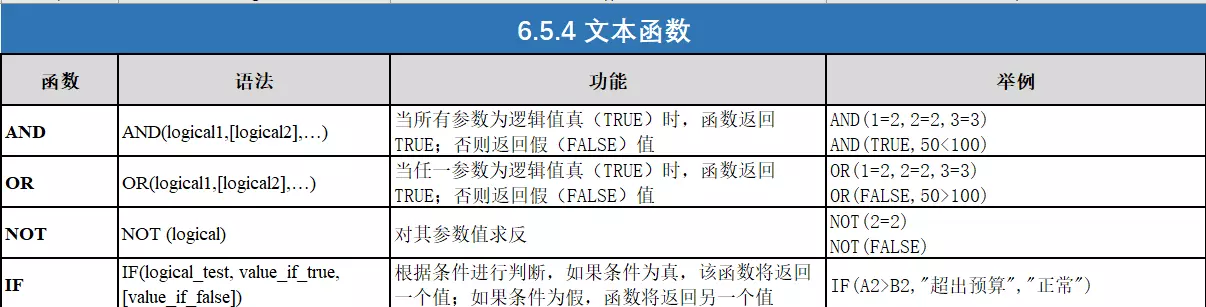 6.5.4 文本函数
函数 语法 功能 举例
AND AND(logical1,[logical2],…) 当所有参数为逻辑值真（TRUE）时，函数返回 AND(1=2,2=2,3=3)
TRUE；否则返回假（FALSE）值 AND(TRUE,50<100)
OR OR(logical1,[logical2],…) 当任一参数为逻辑值真（TRUE）时，函数返回 OR(1=2,2=2,3=3)
TRUE；否则返回假（FALSE）值 OR(FALSE,50>100)
NOT NOT (logical) 对其参数值求反 NOT(2=2)
NOT(FALSE)
IF IF(logical_test, value_if_true, 根据条件进行判断，如果条件为真，该函数将返回 IF(A2>B2,"超出预算","正常")
[value_if_false]) 一个值；如果条件为假，函数将返回另一个值